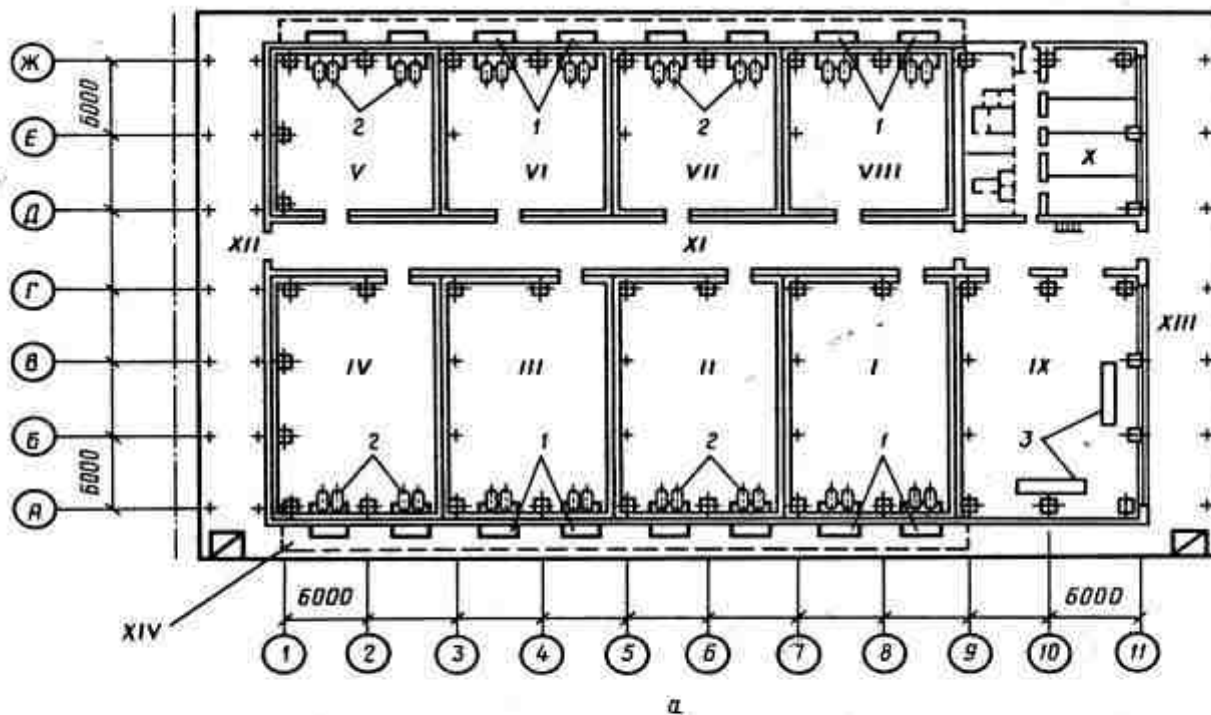 Ж
6000
Е
2 1 2 1
V VI VII VIII X
Д
XII XI
Г
XIII
В
IV III II I IX
Б
2 1 2 1 3
6000
А
6000 6000
XIV
1 2 3 4 5 6 7 8 9 10 11
а